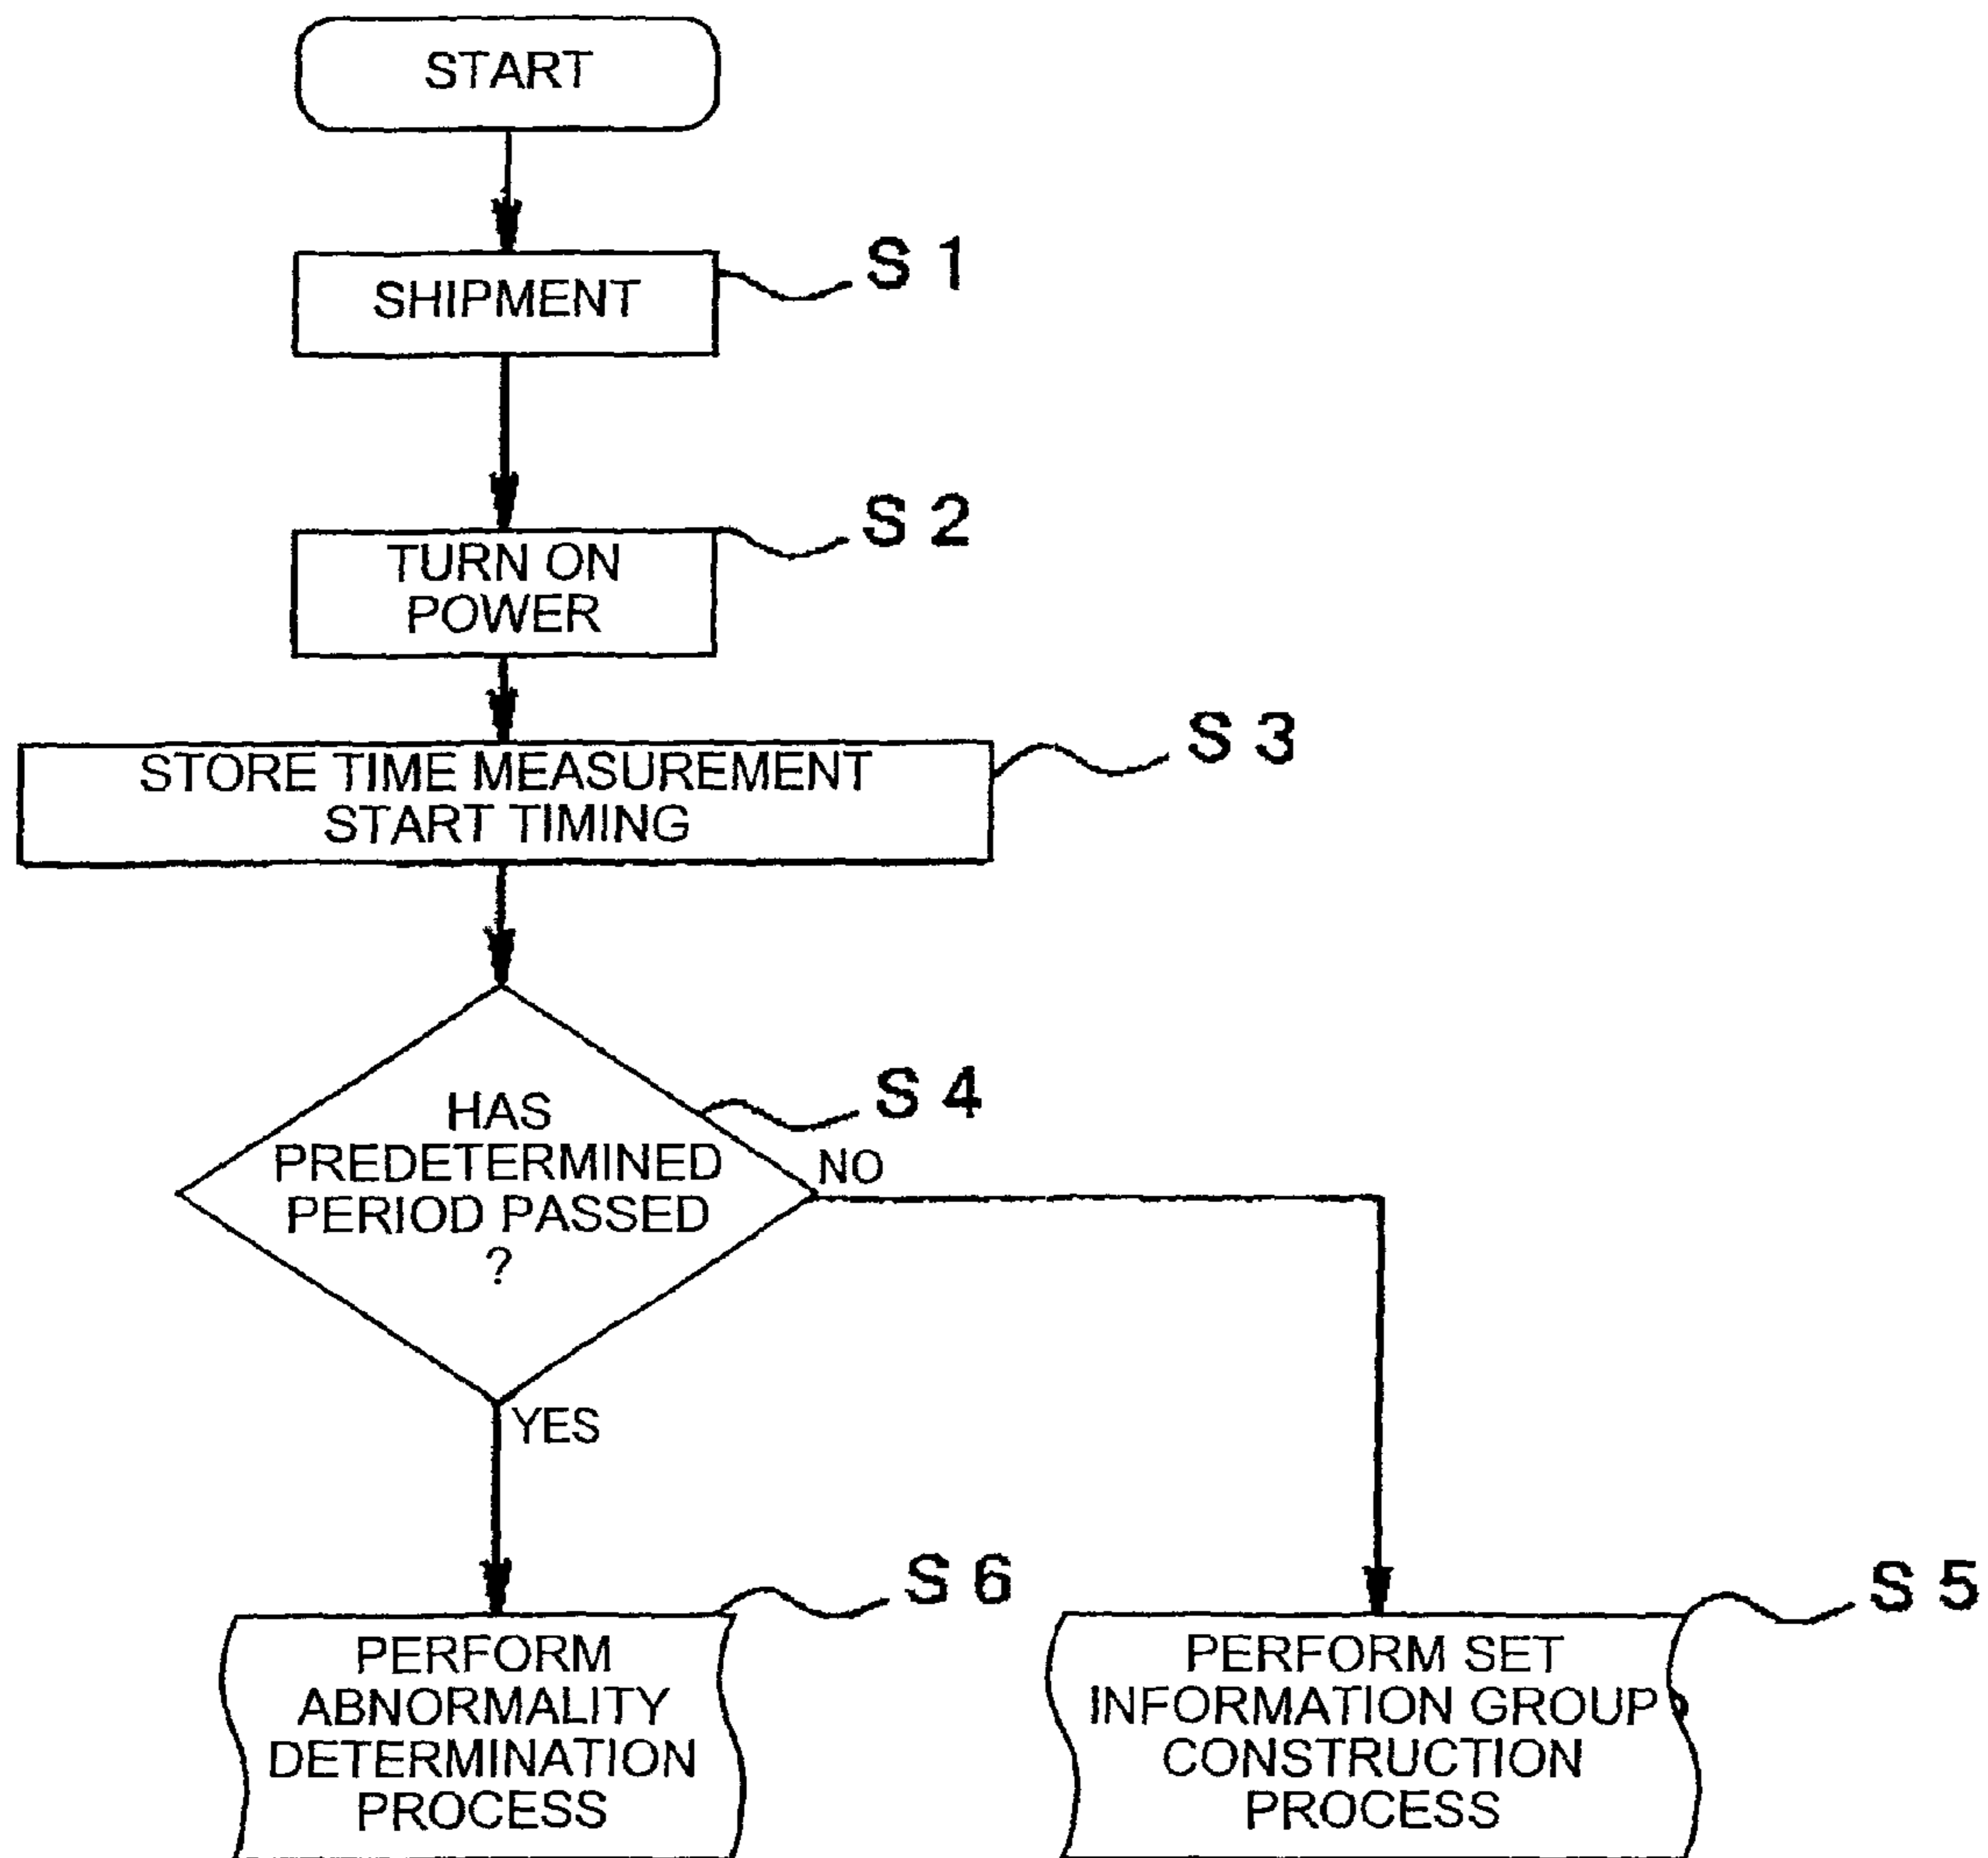 START
SHIPMENT
S 1
TURN ON
POWER
S 2
STORE TIME MEASUREMENT
START TIMING
S 3
HAS
PREDETERMINED
PERIOD PASSED
?
S 4
NO
YES
PERFORM
ABNORMALITY
DETERMINATION
PROCESS
S 6
PERFORM SET
INFORMATION GROUP
CONSTRUCTION
PROCESS
S 5